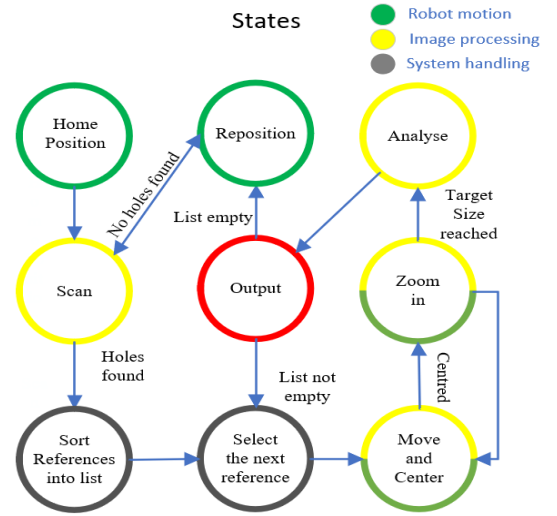 States
Robot motion
Image processing
System handling
Home
Position
Reposition
Analyse
No holes found
List empty
Target
Size
reached
Scan
Output
Zoom
in
Holes
found
List not
empty
Centred
Sort
References
into list
Select
the next
reference
Move
and
Center